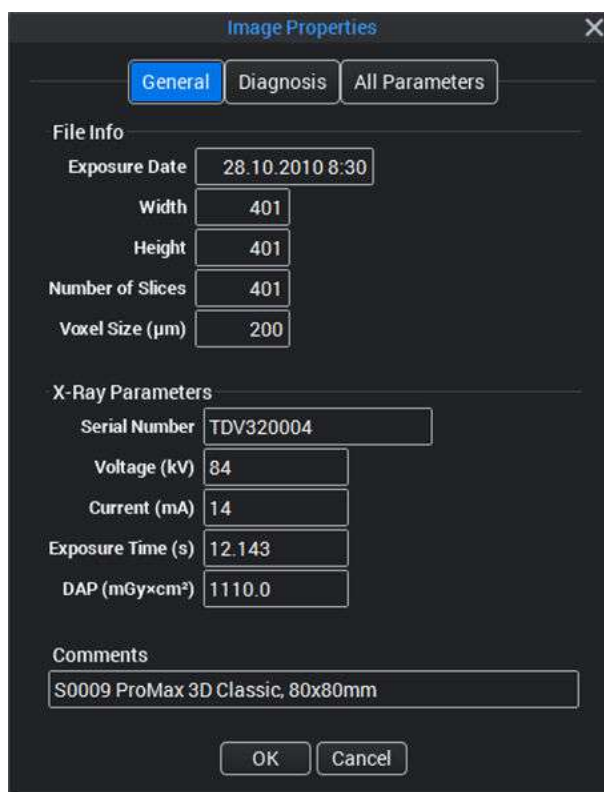 Image Properties
General Diagnosis All Parameters
File Info
Exposure Date 28.10.2010 8:30
Width 401
Height 401
Number of Slices 401
Voxel Size (µm) 200
X-Ray Parameters
Serial Number TDV320004
Voltage (kV) 84
Current (mA) 14
Exposure Time (s) 12.143
DAP (mGy×cm²) 1110.0
Comments
S0009 ProMax 3D Classic, 80x80mm
OK Cancel